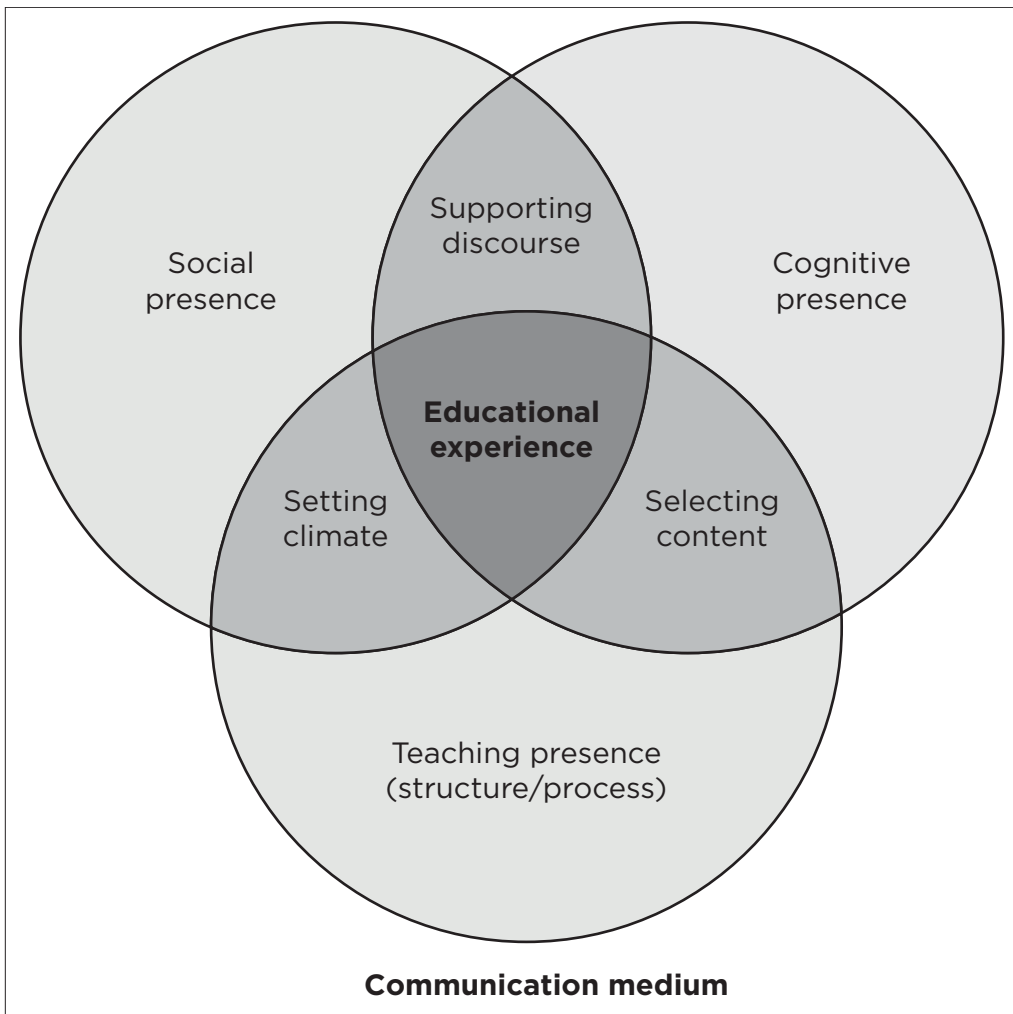 Supporting
discourse
Social
presence
Cognitive
presence
Educational
experience
Setting
climate
Selecting
content
Teaching presence
(structure/process)
Communication medium